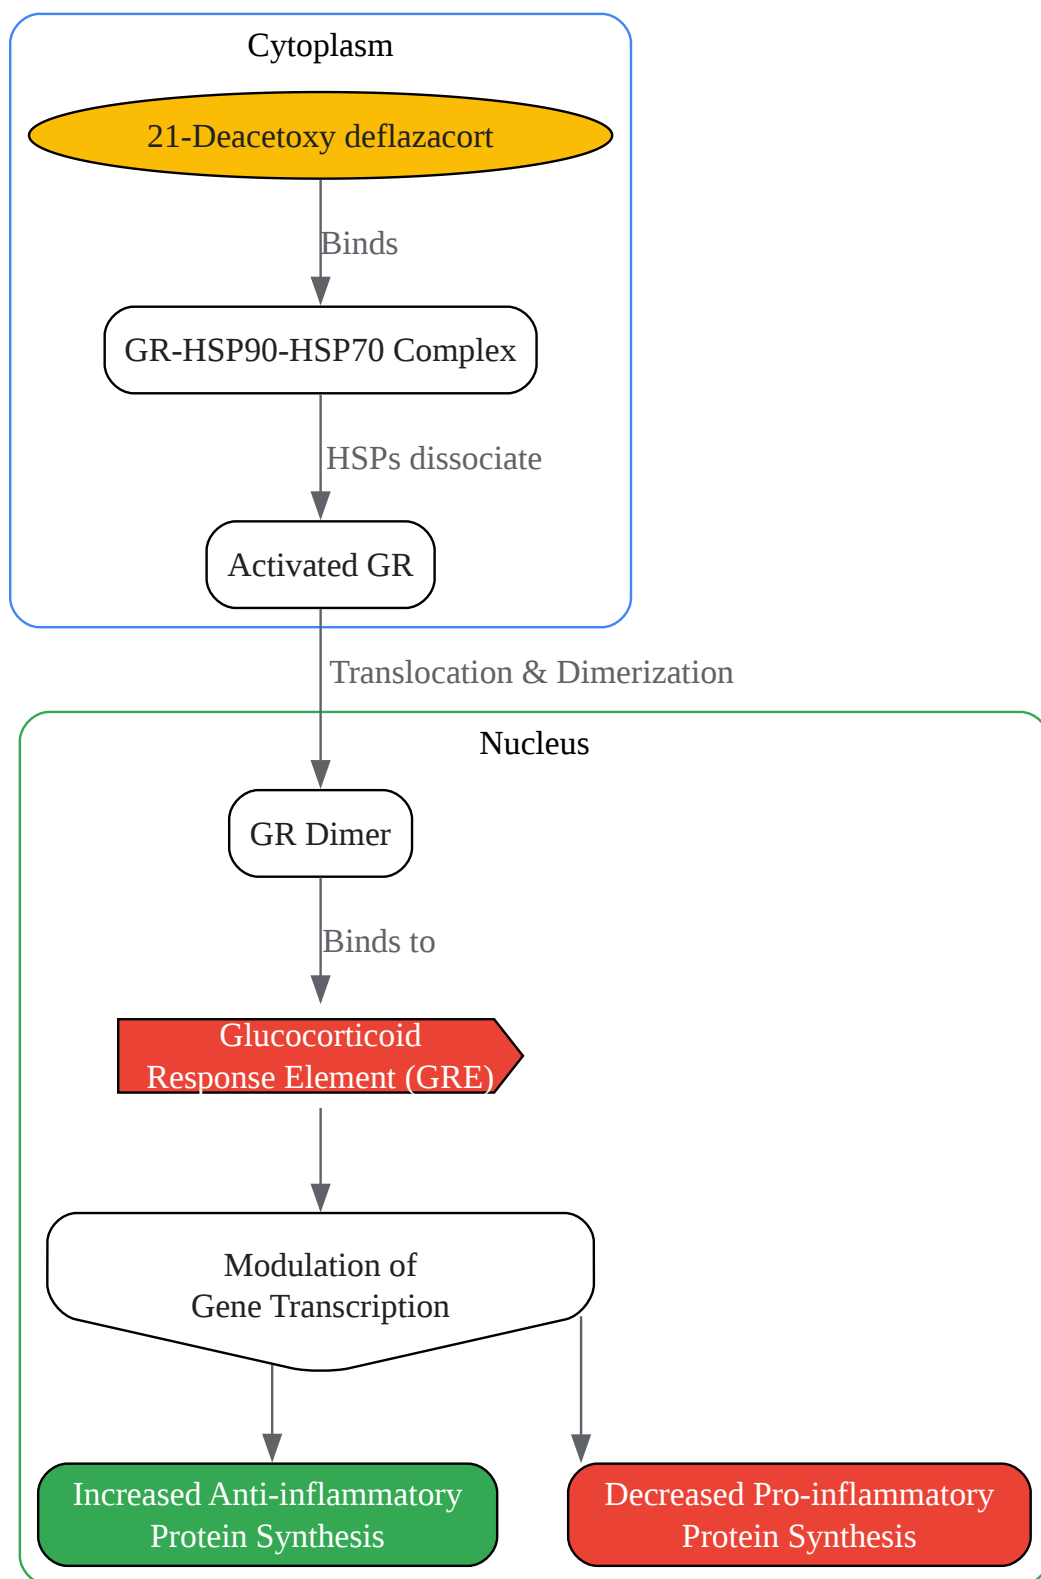 Cytoplasm
21-Deacetoxy deflazacort
Binds
GR-HSP90-HSP70 Complex
HSPs dissociate
Activated GR
Translocation & Dimerization
Nucleus
GR Dimer
Binds to
Glucocorticoid
Response Element (GRE)
Modulation of
Gene Transcription
Increased Anti-inflammatory
Protein Synthesis
Decreased Pro-inflammatory
Protein Synthesis